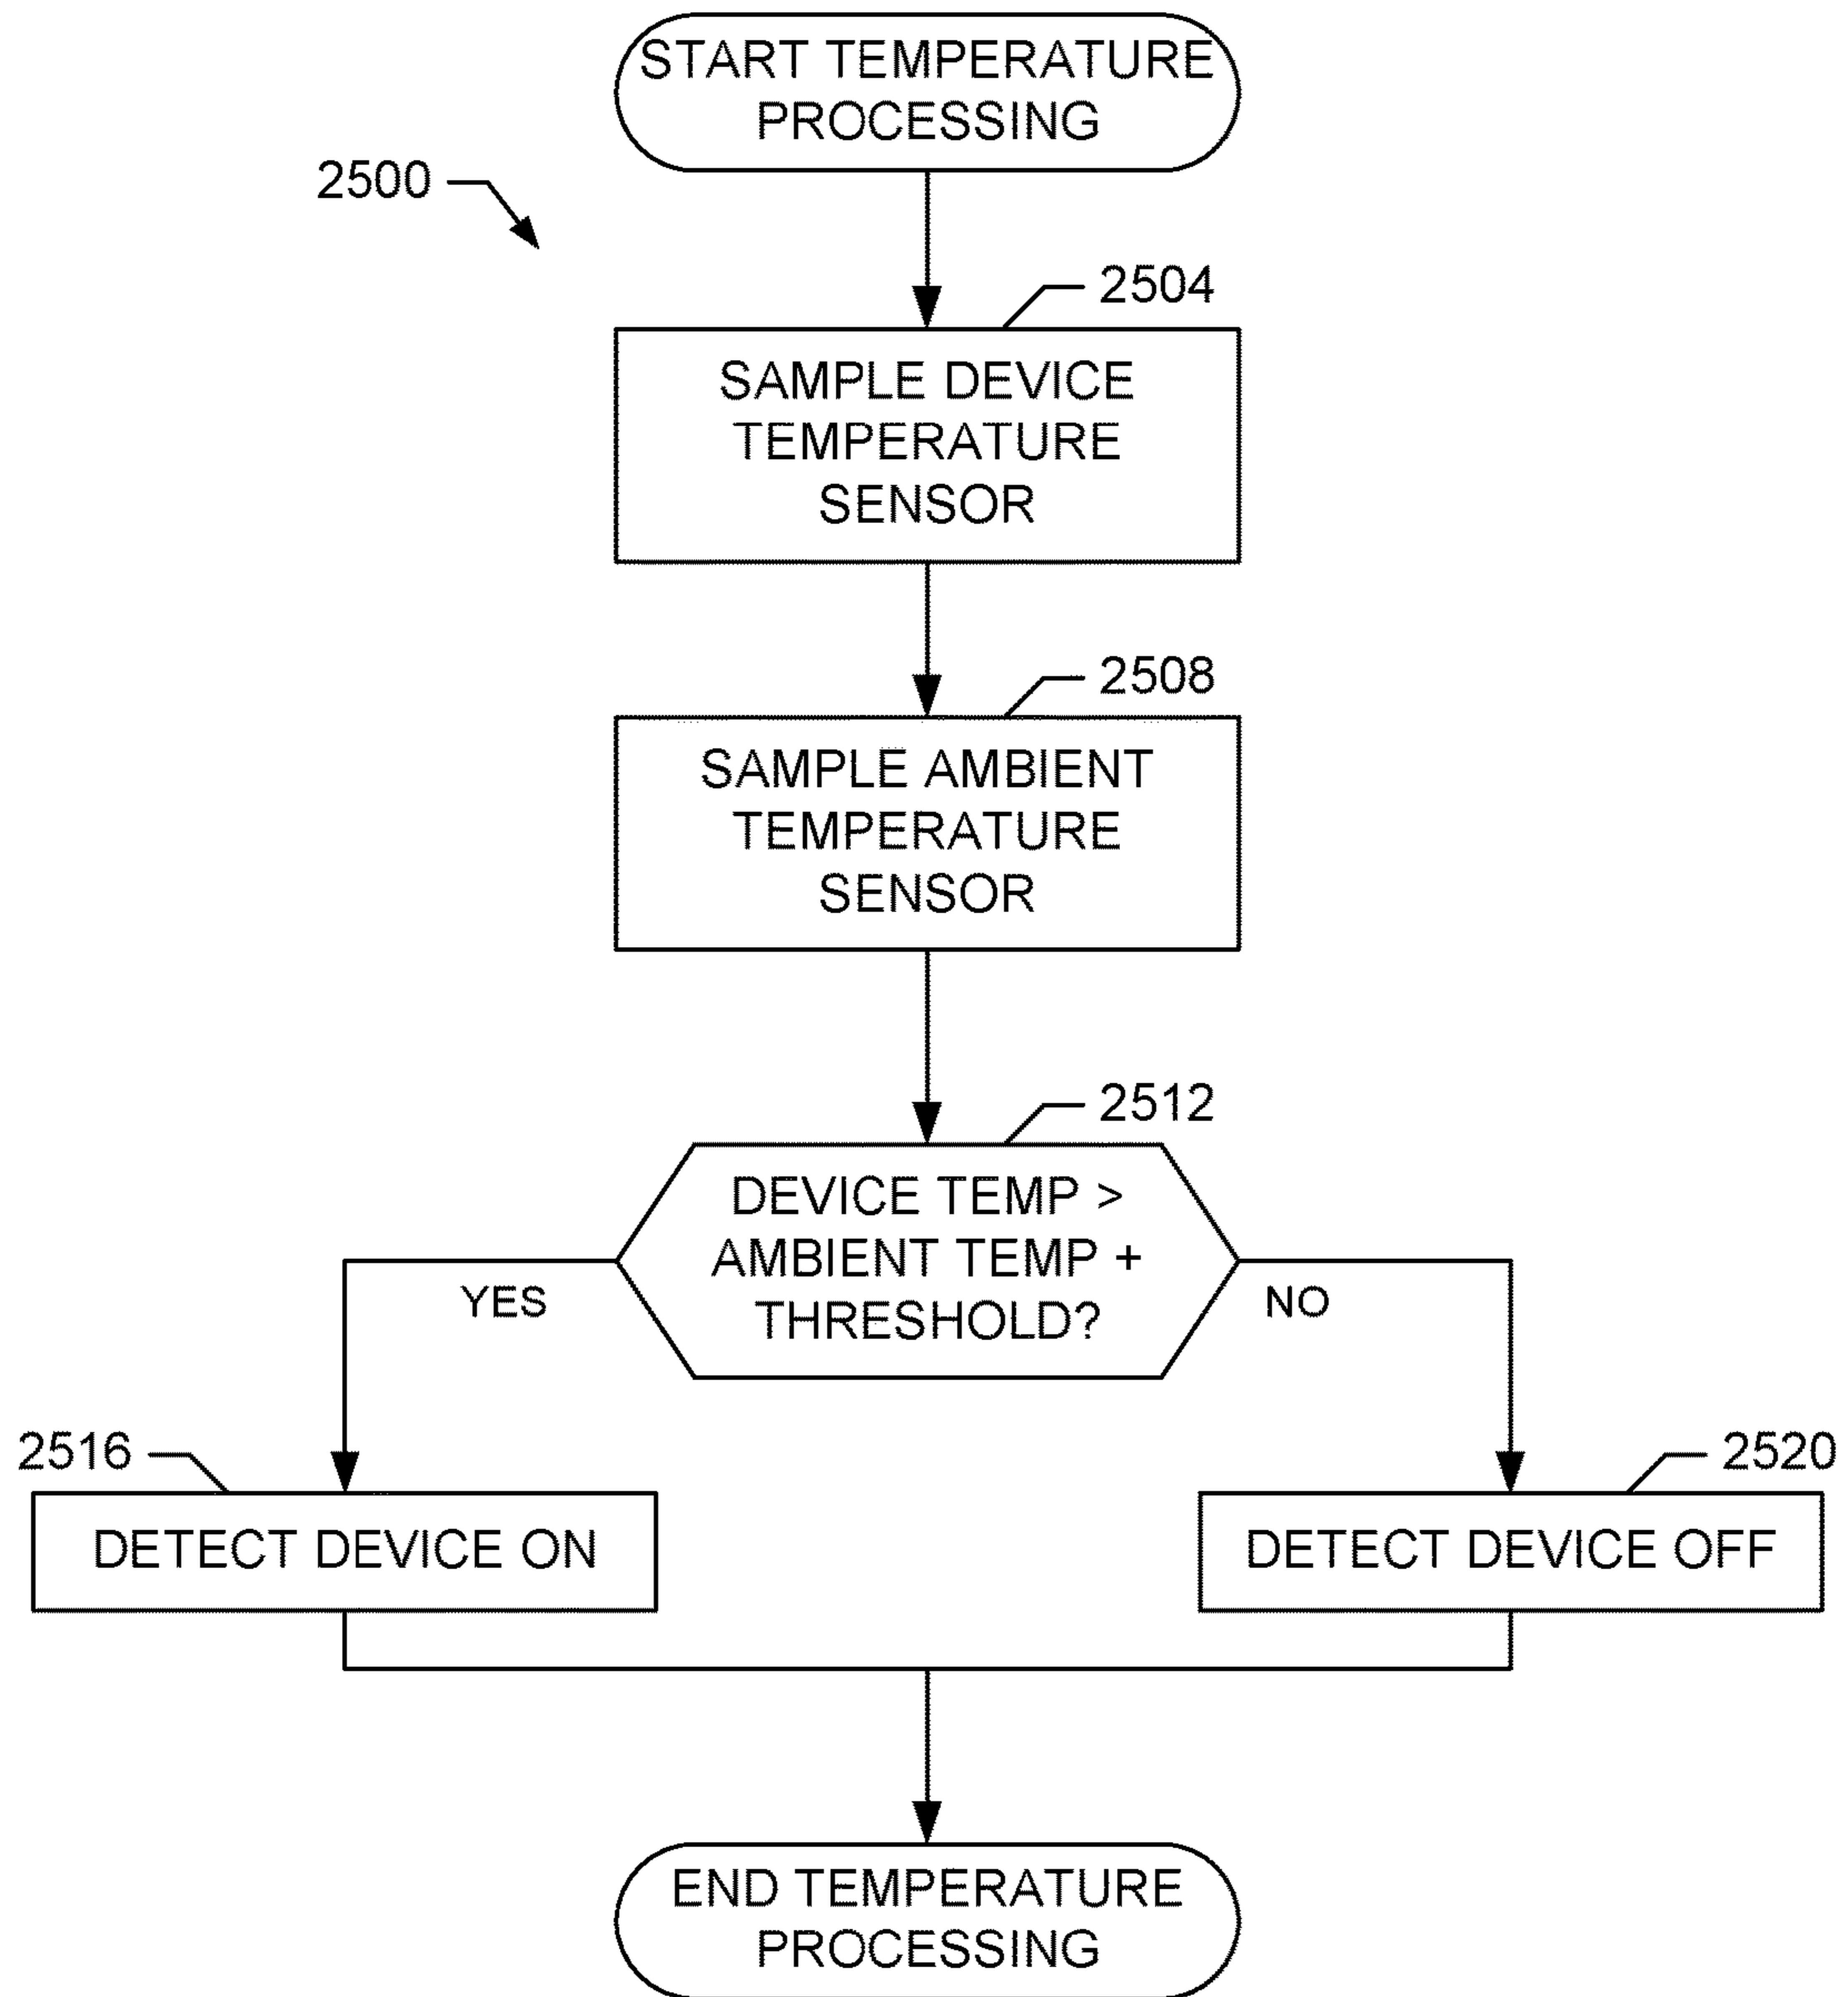 START TEMPERATURE
PROCESSING
2500
2504
SAMPLE DEVICE
TEMPERATURE
SENSOR
2508
SAMPLE AMBIENT
TEMPERATURE
SENSOR
2512
DEVICE TEMP >
AMBIENT TEMP +
THRESHOLD?
YES
NO
2516
2520
DETECT DEVICE ON
DETECT DEVICE OFF
END TEMPERATURE
PROCESSING